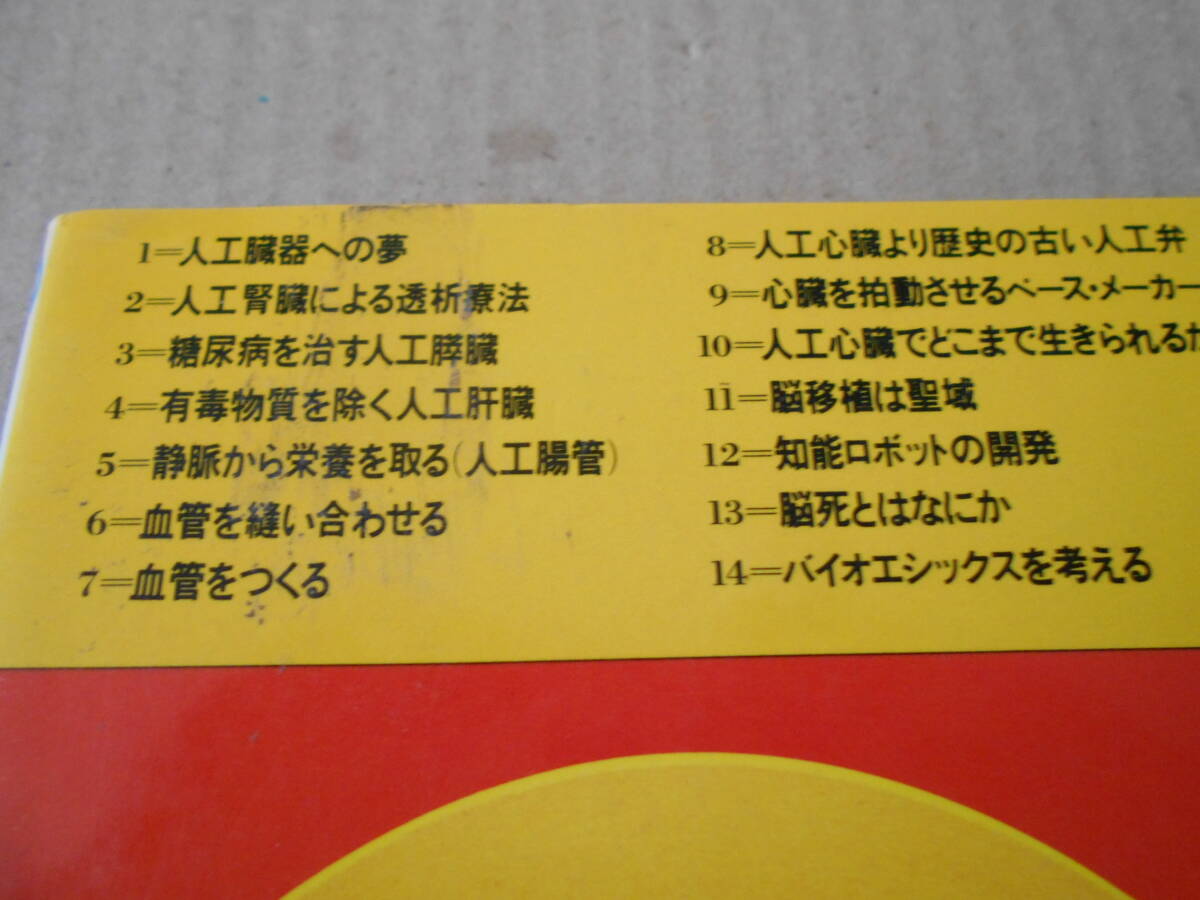 1=人工臓器への夢
2=人工腎臓による透析療法
3=糖尿病を治す人工膵臓
4=有毒物質を除く人工肝臓
5=静脈から栄養を取る(人工腸管)
6=血管を縫い合わせる
7=血管をつくる
8=人工心臓より歴史の古い人工弁
9=心臓を拍動させるペース・メーカー
10=人工心臓でどこまで生きられるか
11=脳移植は聖域
12=知能ロボットの開発
13=脳死とはなにか
14=バイオエシックスを考える